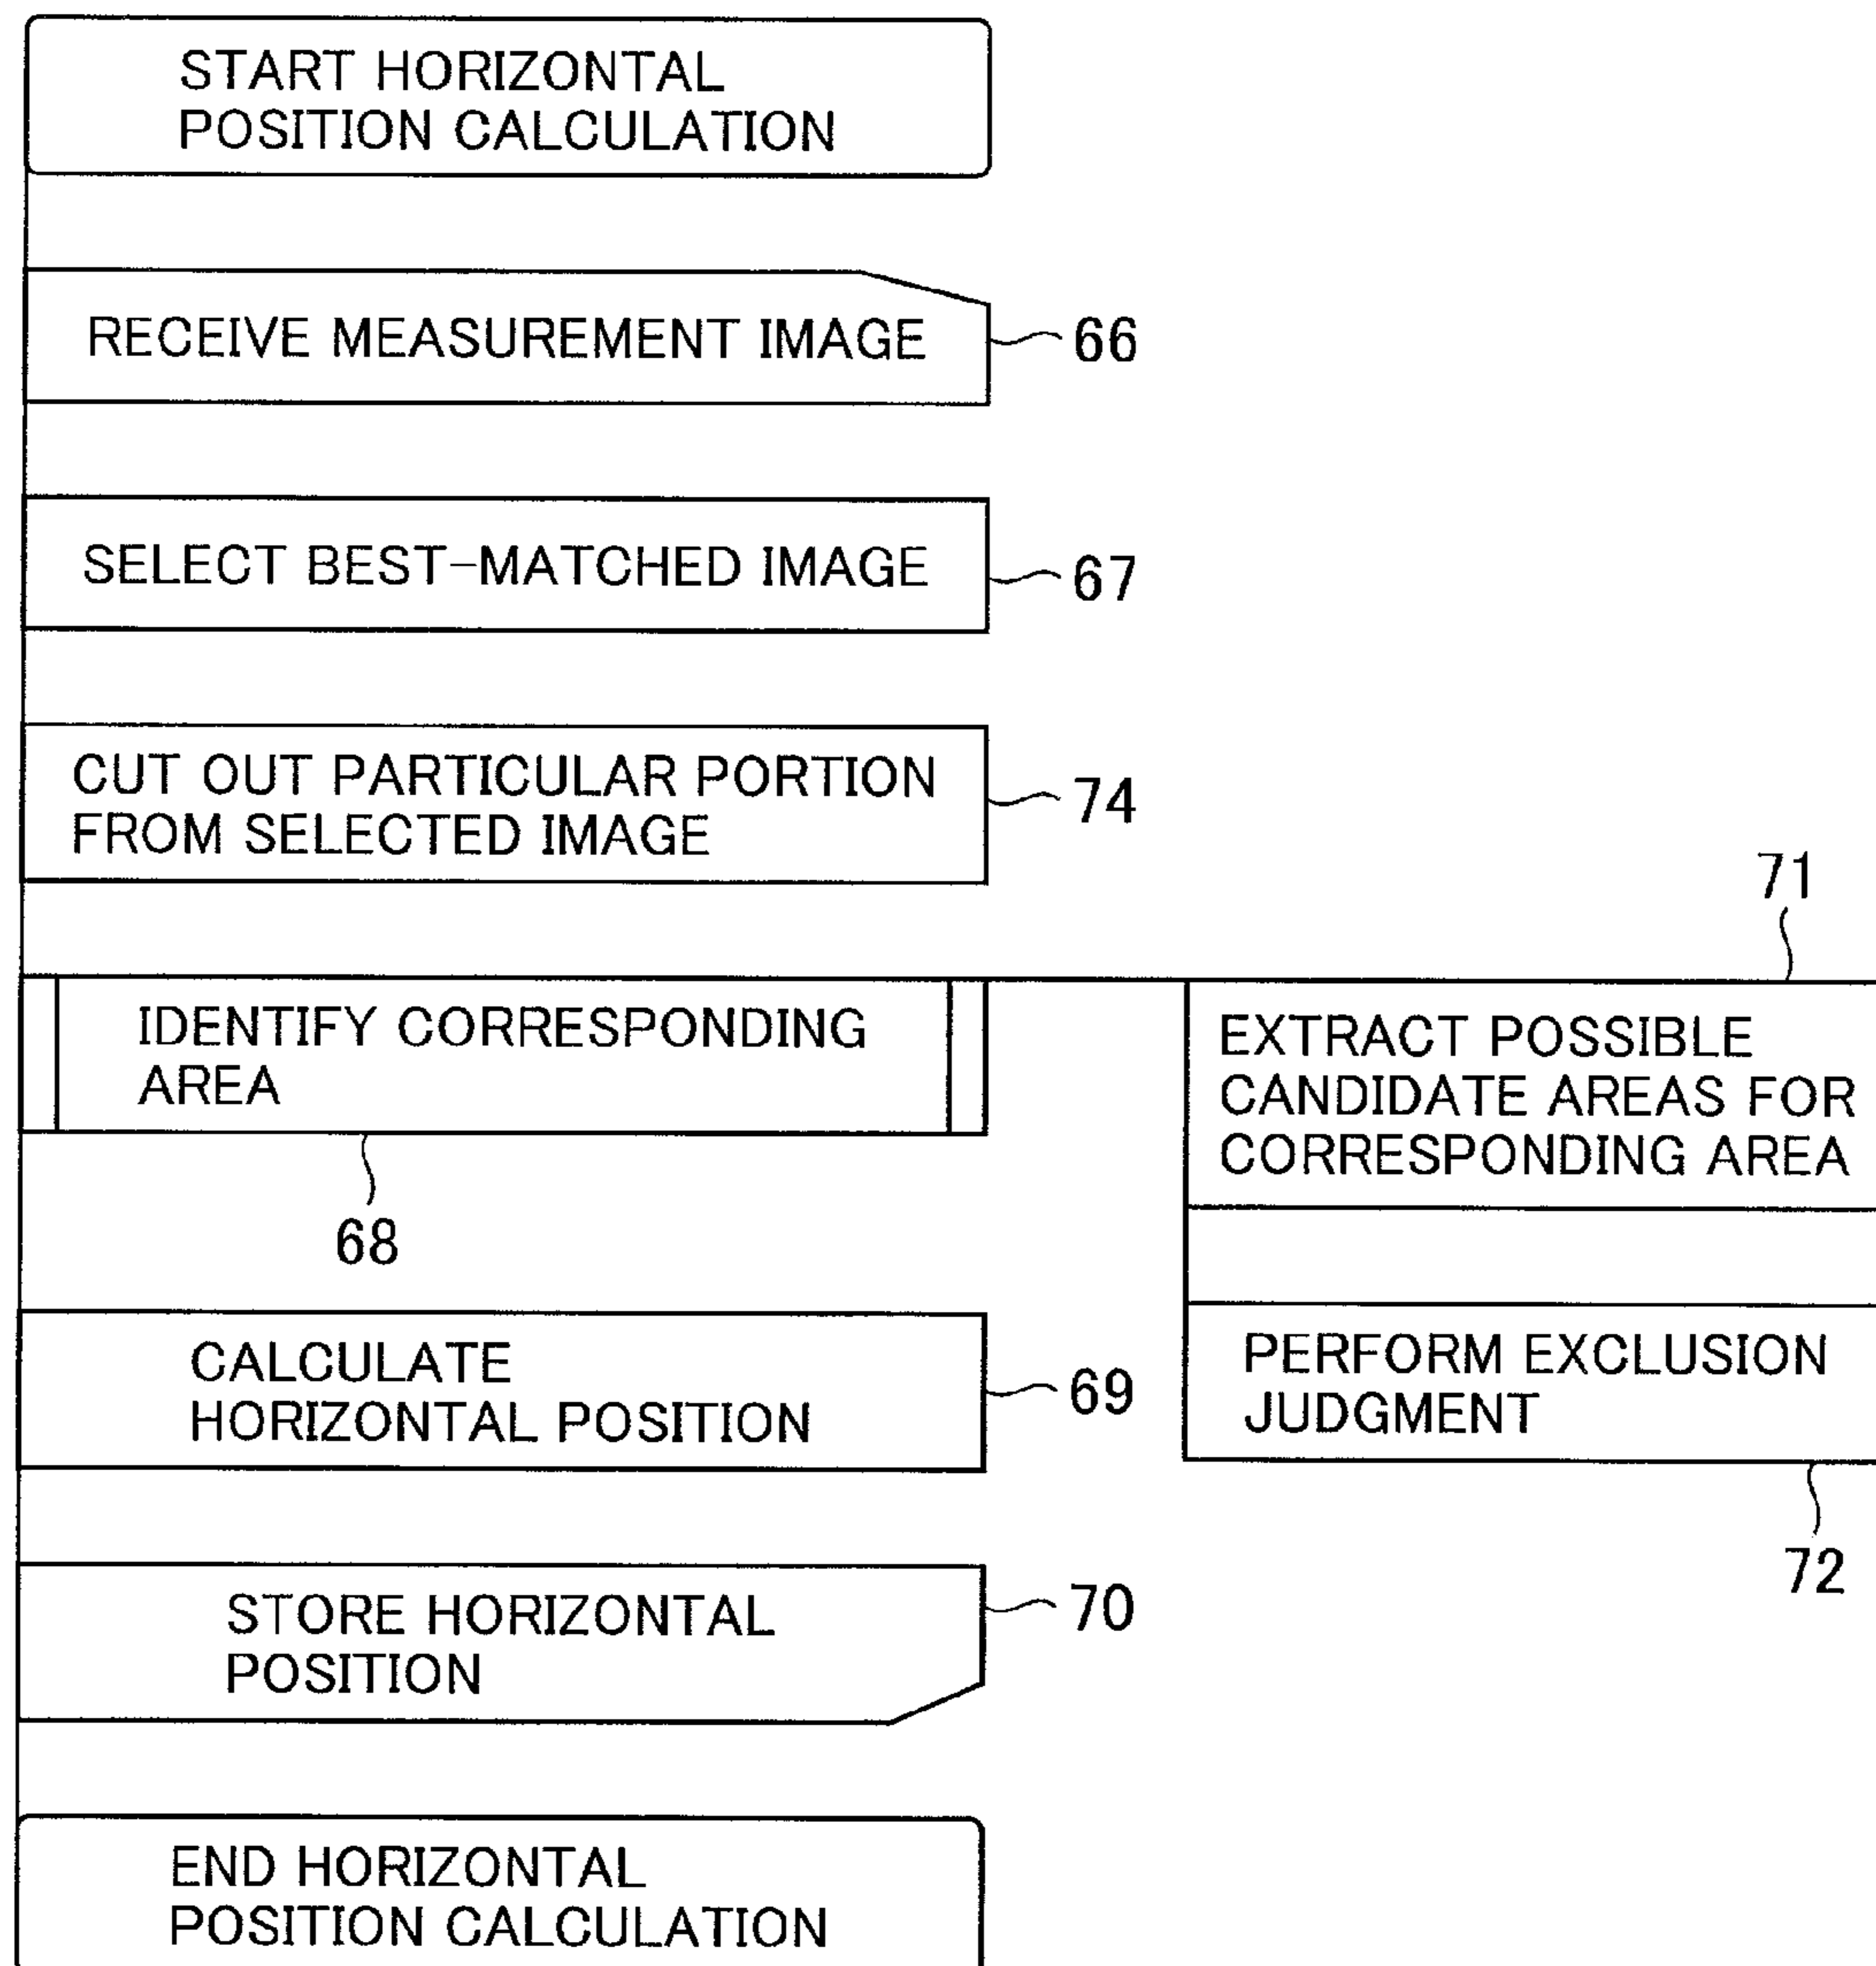 START HORIZONTAL
POSITION CALCULATION
RECEIVE MEASUREMENT IMAGE
66
SELECT BEST-MATCHED IMAGE
67
CUT OUT PARTICULAR PORTION
FROM SELECTED IMAGE
74
IDENTIFY CORRESPONDING
AREA
68
71
EXTRACT POSSIBLE
CANDIDATE AREAS FOR
CORRESPONDING AREA
PERFORM EXCLUSION
JUDGMENT
72
CALCULATE
HORIZONTAL POSITION
69
STORE HORIZONTAL
POSITION
70
END HORIZONTAL
POSITION CALCULATION